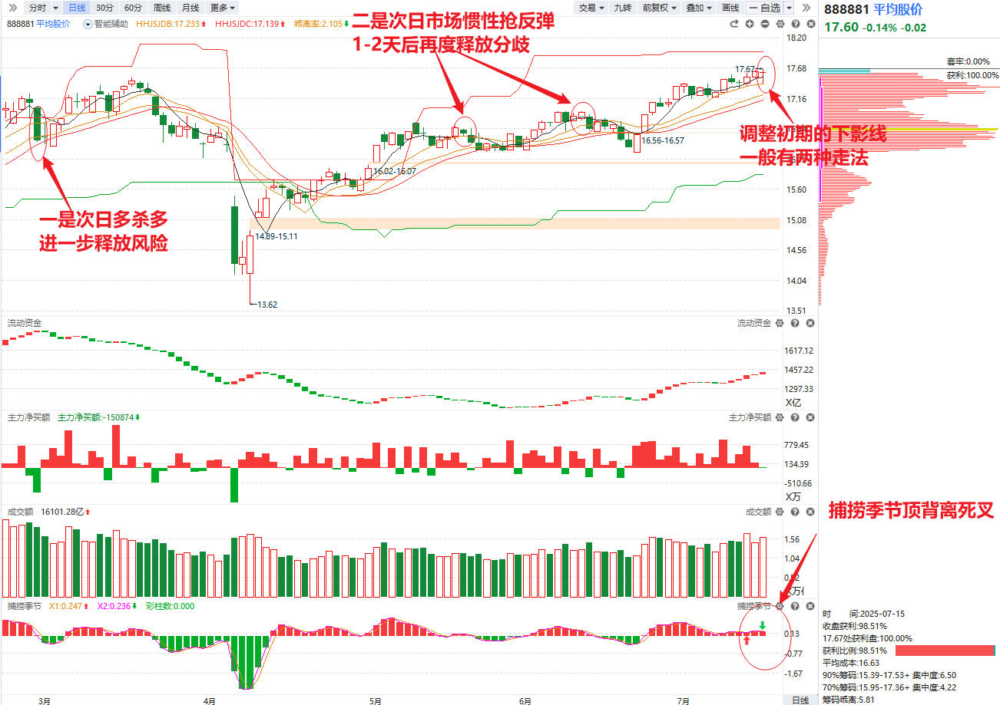 分时 日线 30分 60分 周线 月线 更多 交易 九转 前复权 叠加 画线 一自选
888881 平均股价
17.60 -0.14% -0.02
888881 平均股价 智能辅助 HHJSJDB:17.233 HHJSJDC:17.139 乖离率:2.105
二是次日市场惯性抢反弹
1-2天后再度释放分歧
18.20
套牢:0.00%
17.67
17.68
获利:100.00%
17.16
调整初期的下影线
16.56-16.57
一般有两种走法
16.02-16.07
15.60
一是次日多杀多
进一步释放风险
15.08
14.89-15.11
14.56
14.04
13.62
13.51
流动资金 流动资金
1617.12
1457.22
1297.33
X亿
主力净买额 主力净买额:-150874 主力净买额
779.45
134.39
-510.66
X万
成交额 16101.28亿 成交额
捕捞季节顶背离死叉
1.56
1.04
捕捞季节 X1:0.247 X2:0.236 彩柱数:0.000 捕捞季节
0.13
-0.77
-1.67
时 间:2025-07-15
收盘获利:98.51%
17.67处获利盘:100.00%
获利比例:98.51%
平均成本:16.63
90%筹码:15.39-17.53+ 集中度:6.50
70%筹码:15.95-17.36+ 集中度:4.22
筹码乖离:5.81
3月 4月 5月 6月 7月 日线